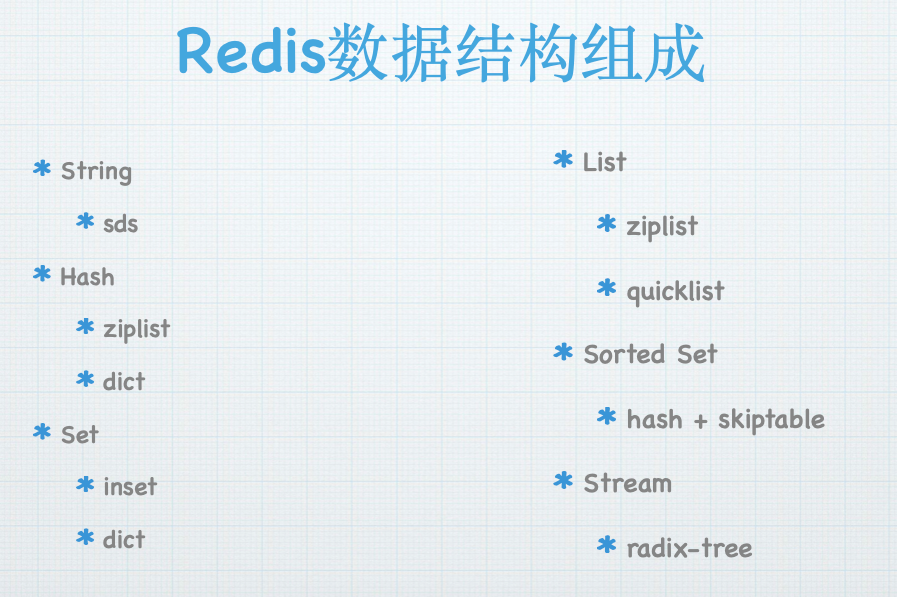 Redis数据结构组成
* String
* sds
* Hash
* ziplist
* dict
* Set
* inset
* dict
* List
* ziplist
* quicklist
* Sorted Set
* hash + skiptable
* Stream
* radix-tree